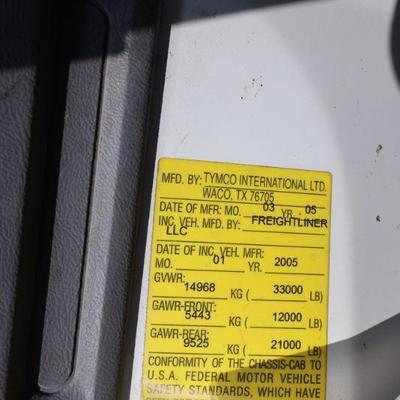 MFD. BY: TYMCO INTERNATIONAL LTD.
WACO, TX 76705
DATE OF MFR: MO. 03 YR. 05
INC. VEH. MFD. BY: FREIGHTLINER
LLC
DATE OF INC. VEH. MFR:
MO. 01 YR. 2005
GVWR:
14968 KG ( 33000 LB)
GAWR-FRONT:
5443 KG ( 12000 LB)
GAWR-REAR:
9525 KG ( 21000 LB)
CONFORMITY OF THE CHASSIS-CAB TO
U.S.A. FEDERAL MOTOR VEHICLE
SAFETY STANDARDS, WHICH HAVE